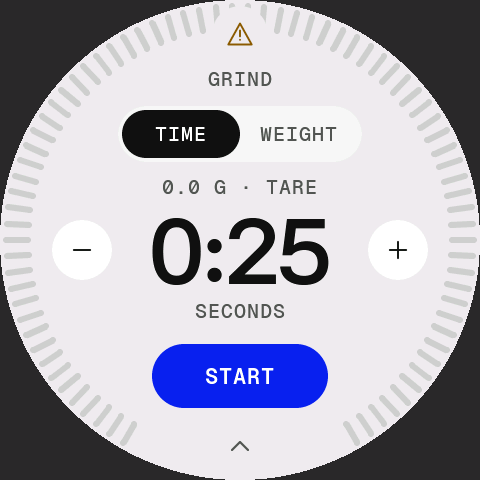 GRIND
TIME WEIGHT
0.0 G · TARE
0:25
SECONDS
START